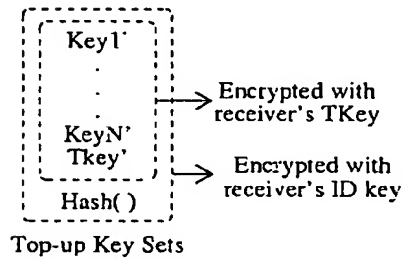 Key1'
.
.
.
KeyN'
Tkey'
Hash( )
Encrypted with
receiver's TKey
Encrypted with
receiver's ID key
Top-up Key Sets